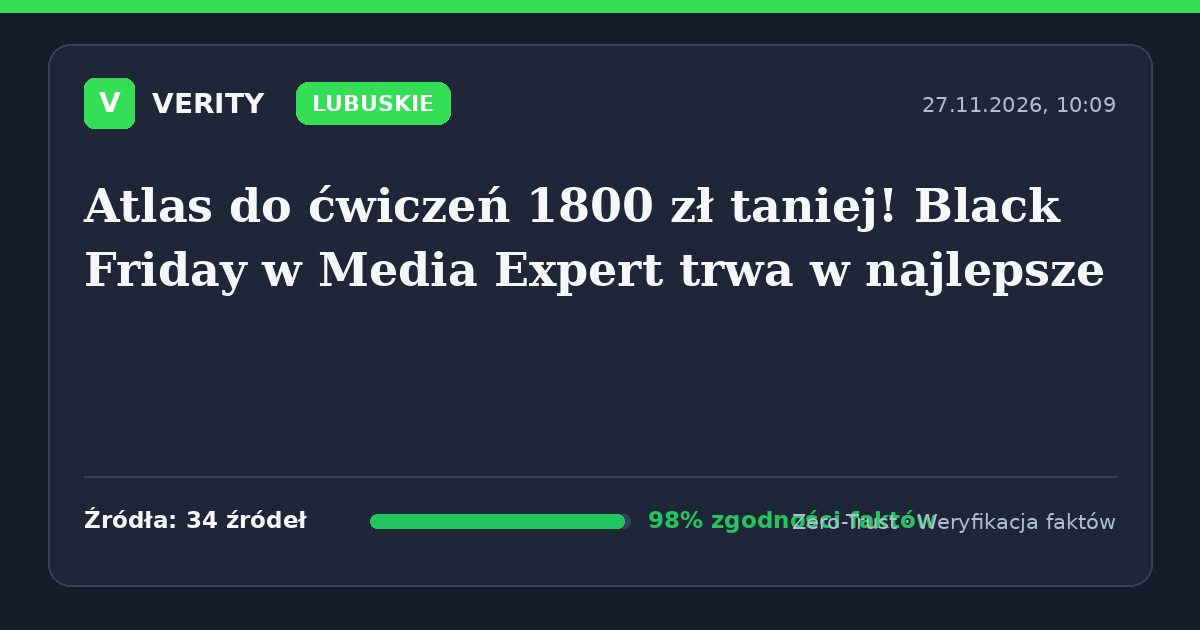 V VERITY LUBUSKIE 27.11.2026, 10:09
Atlas do ćwiczeń 1800 zł taniej! Black
Friday w Media Expert trwa w najlepsze
Źródła: 34 źródeł 98% zgodności faktów Zero-Trust · Weryfikacja faktów